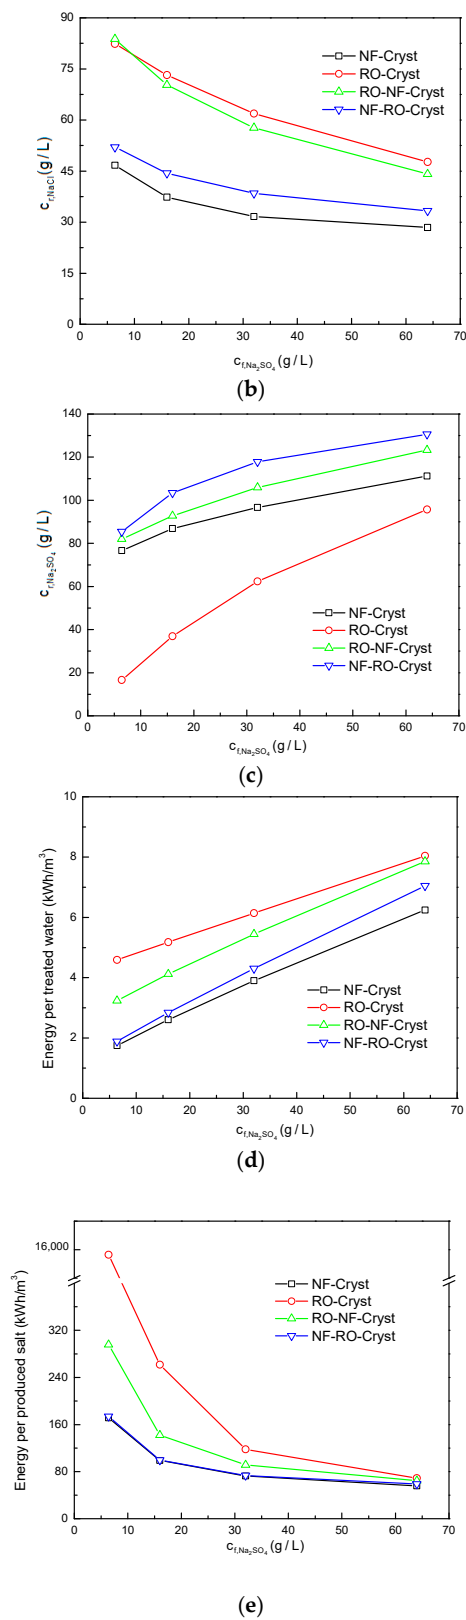 90
75
60
45
30
15
0
c_r,NaCl (g / L)
NF-Cryst
RO-Cryst
RO-NF-Cryst
NF-RO-Cryst
0 10 20 30 40 50 60 70
c_f,Na₂SO₄ (g / L)
(b)
140
120
100
80
60
40
20
0
c_r,Na₂SO₄ (g / L)
NF-Cryst
RO-Cryst
RO-NF-Cryst
NF-RO-Cryst
0 10 20 30 40 50 60 70
c_f,Na₂SO₄ (g / L)
(c)
10
8
6
4
2
0
Energy per treated water (kWh/m³)
NF-Cryst
RO-Cryst
RO-NF-Cryst
NF-RO-Cryst
0 10 20 30 40 50 60 70
c_f,Na₂SO₄ (g / L)
(d)
16,000
320
240
160
80
0
Energy per produced salt (kWh/m³)
NF-Cryst
RO-Cryst
RO-NF-Cryst
NF-RO-Cryst
0 10 20 30 40 50 60 70
c_f,Na₂SO₄ (g / L)
(e)